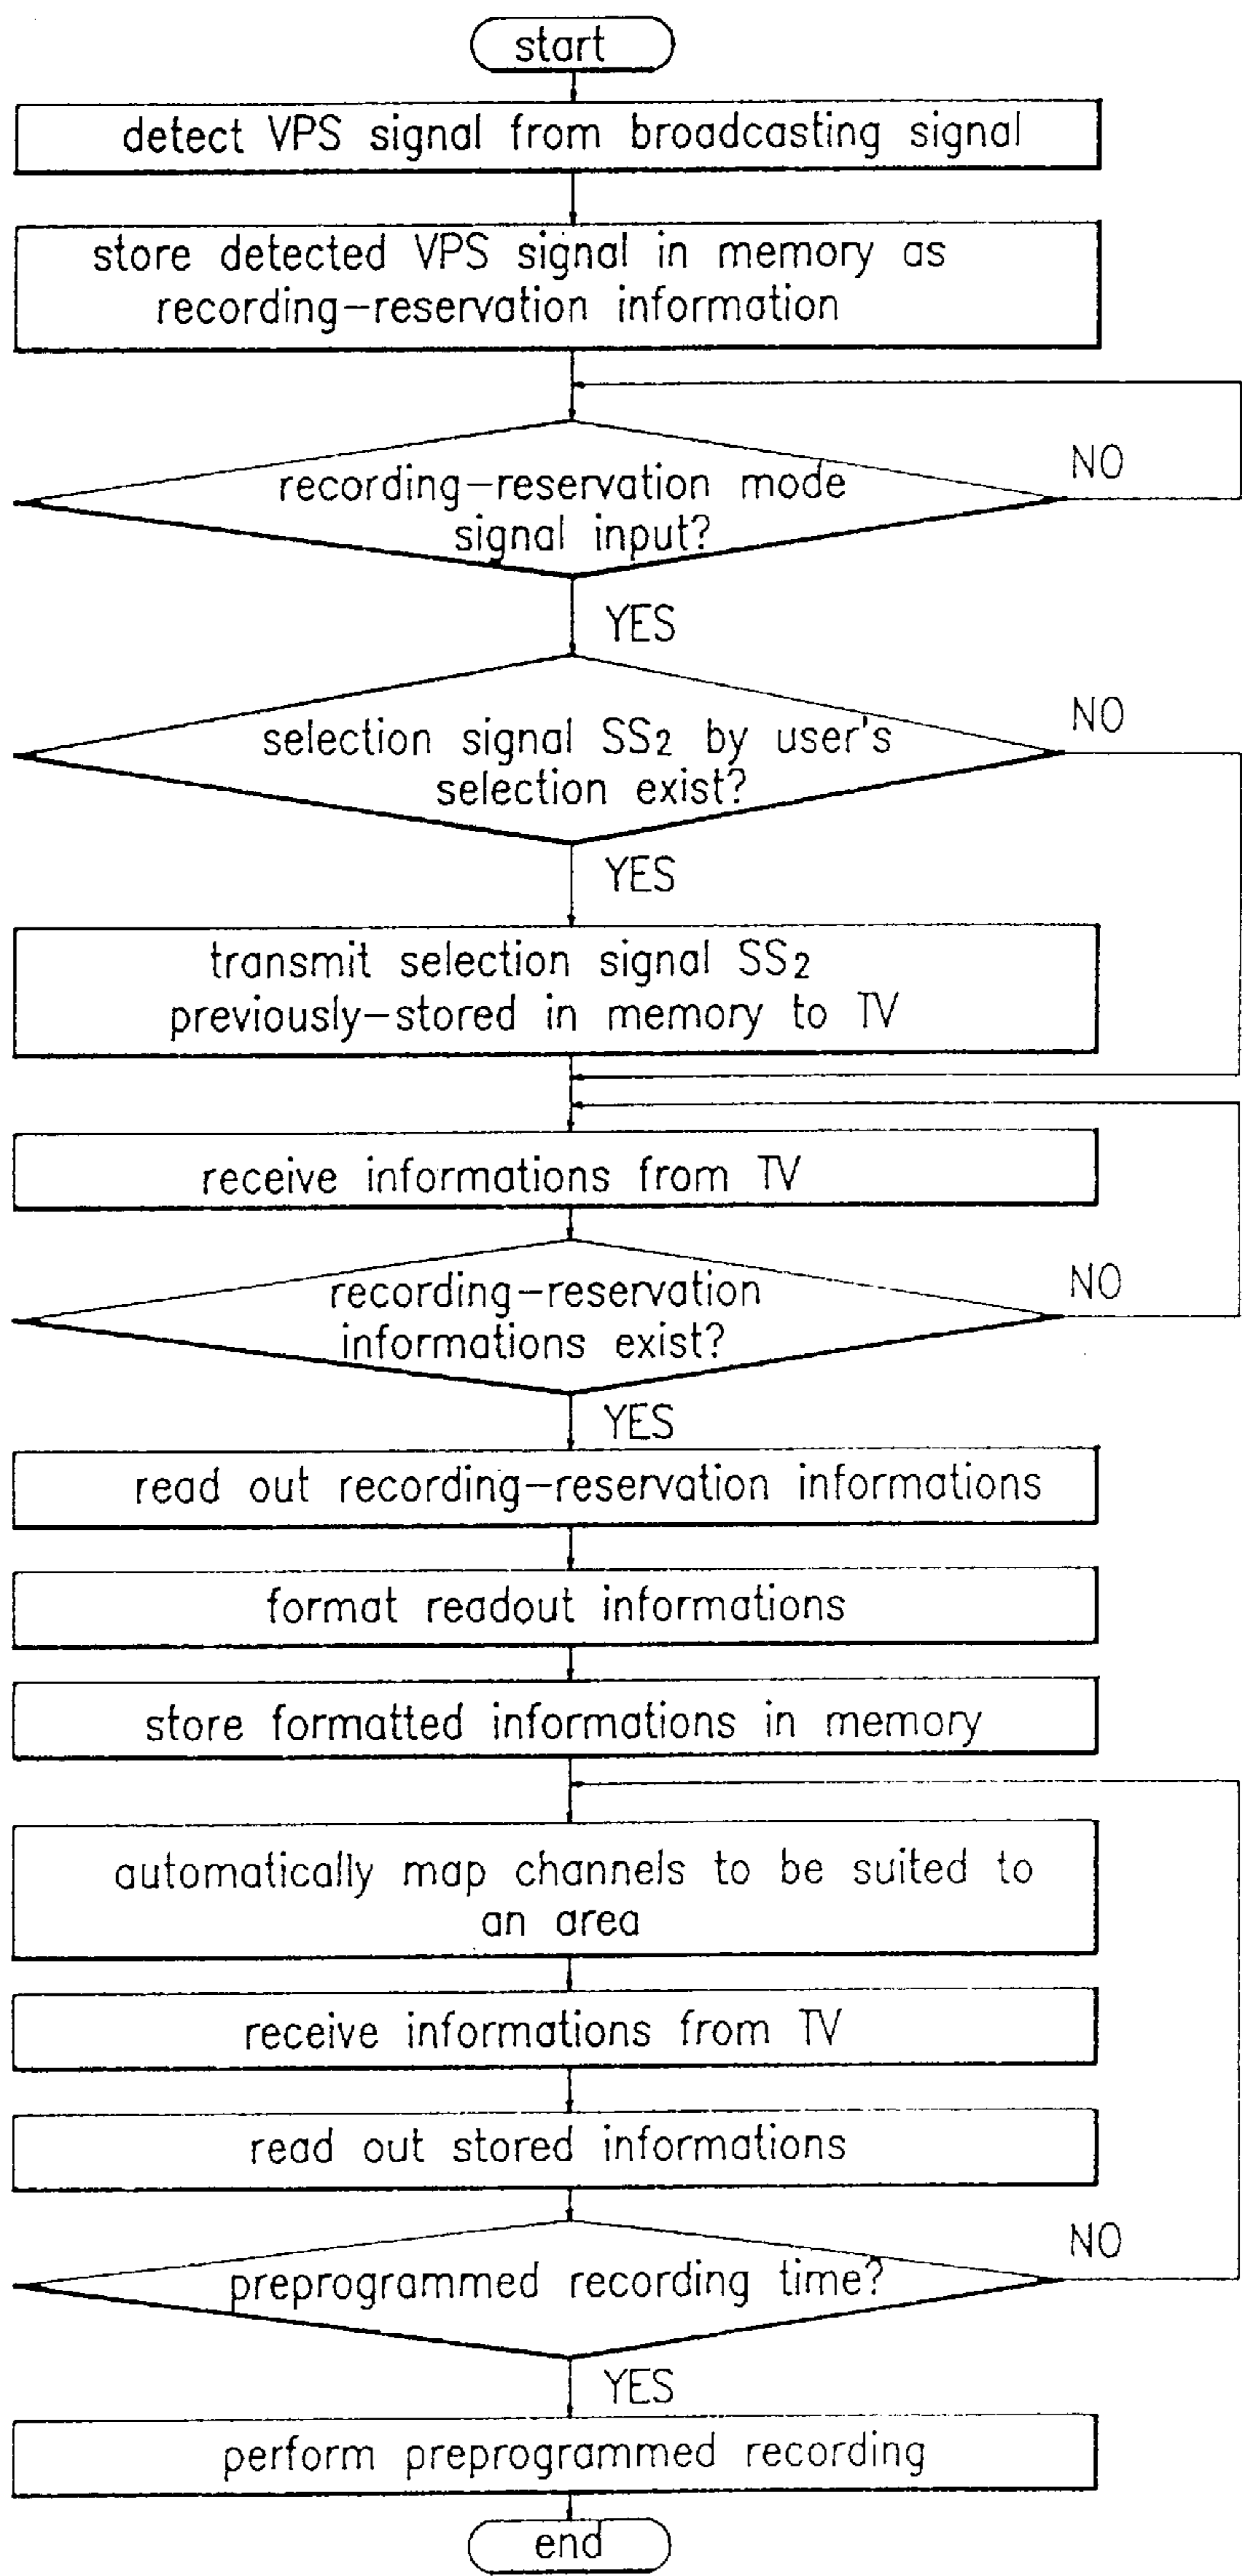 start
detect VPS signal from broadcasting signal
store detected VPS signal in memory as
recording-reservation information
NO
recording-reservation mode
signal input?
YES
NO
selection signal SS2 by user's
selection exist?
YES
transmit selection signal SS2
previously-stored in memory to TV
receive informations from TV
NO
recording-reservation
informations exist?
YES
read out recording-reservation informations
format readout informations
store formatted informations in memory
automatically map channels to be suited to
an area
receive informations from TV
read out stored informations
NO
preprogrammed recording time?
YES
perform preprogrammed recording
end